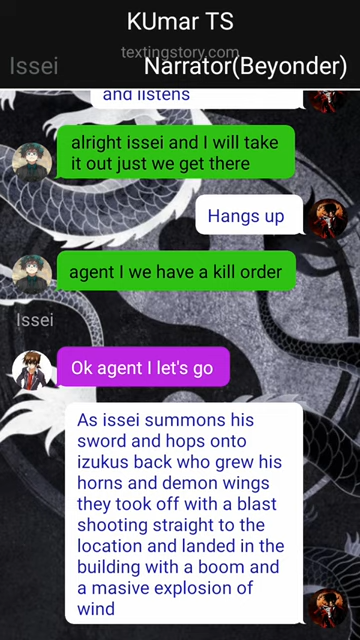 KUmar TS
textingstory.com
Issei
Narrator(Beyonder)
and listens
alright issei and I will take
it out just we get there
Hangs up
agent I we have a kill order
Issei
Ok agent I let's go
As issei summons his
sword and hops onto
izukus back who grew his
horns and demon wings
they took off with a blast
shooting straight to the
location and landed in the
building with a boom and
a masive explosion of
wind